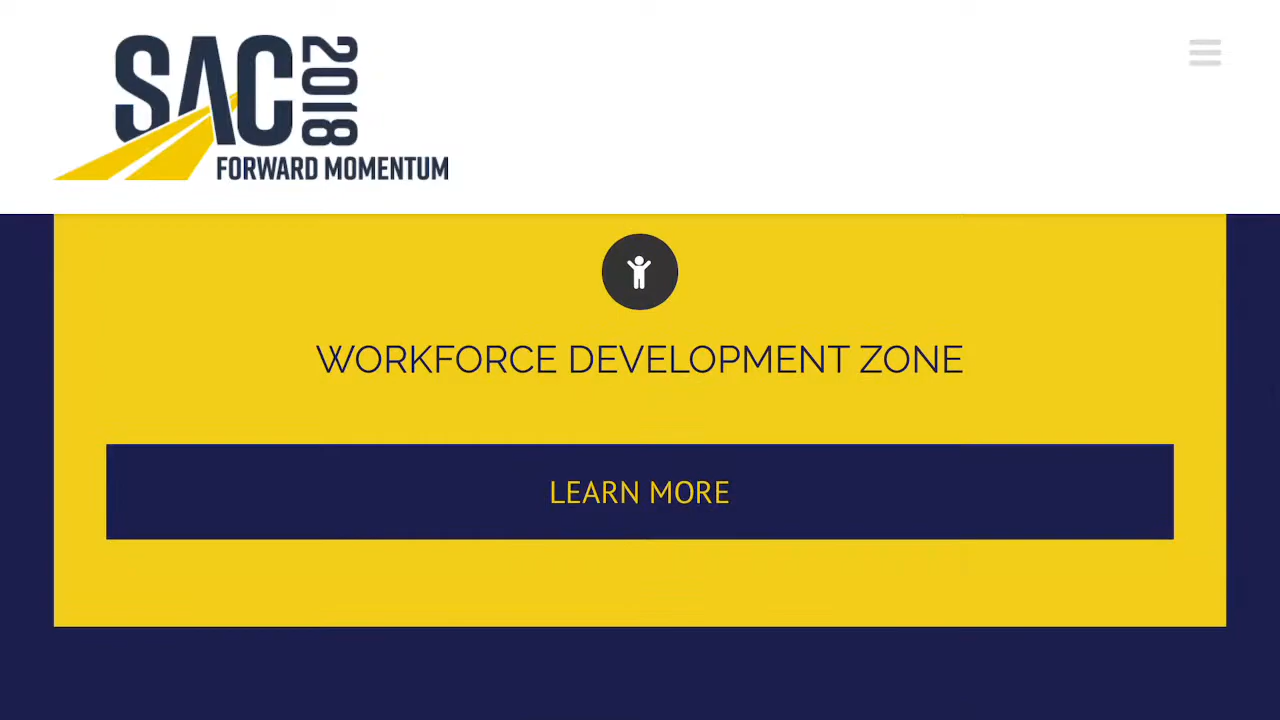 SAC 2018
FORWARD MOMENTUM
WORKFORCE DEVELOPMENT ZONE
LEARN MORE